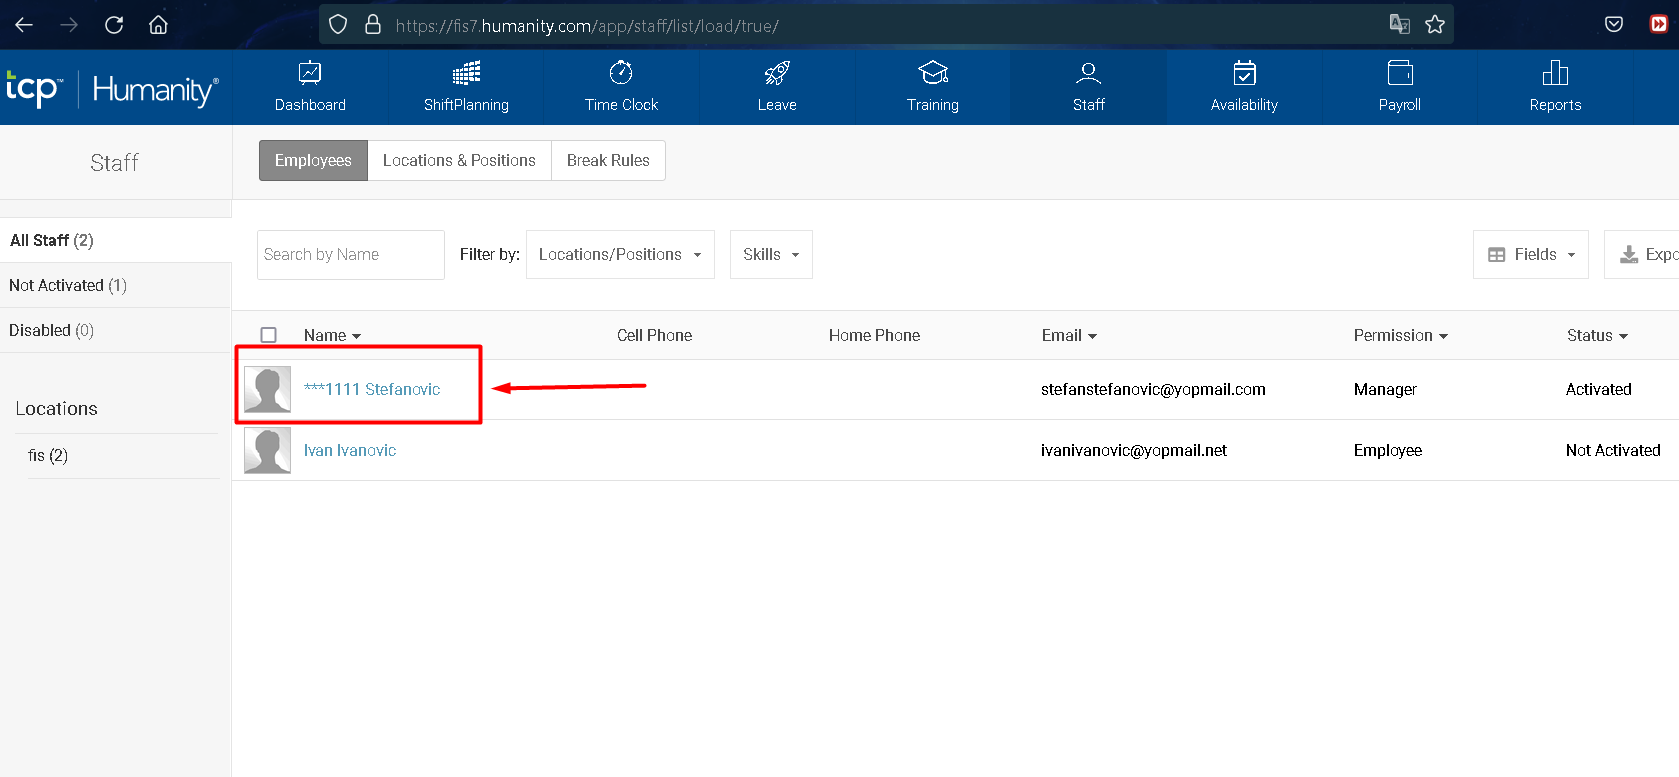 https://fis7.humanity.com/app/staff/list/load/true/
tcp™ Humanity®
Dashboard ShiftPlanning Time Clock Leave Training Staff Availability Payroll Reports
Staff
Employees Locations & Positions Break Rules
All Staff (2)
Not Activated (1)
Disabled (0)
Locations
fis (2)
Search by Name Filter by: Locations/Positions Skills Fields Expo
Name Cell Phone Home Phone Email Permission Status
***1111 Stefanovic stefanstefanovic@yopmail.com Manager Activated
Ivan Ivanovic ivanivanovic@yopmail.net Employee Not Activated